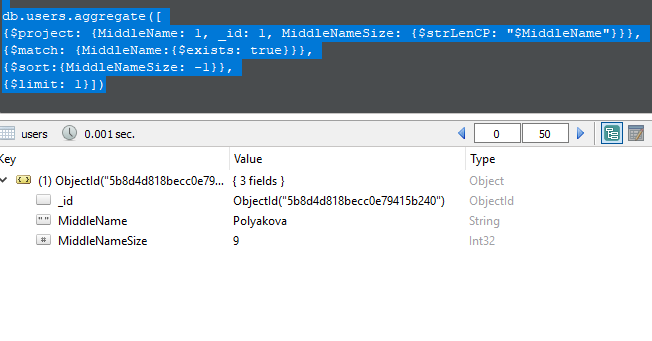 db.users.aggregate([
{$project: {MiddleName: 1, _id: 1, MiddleNameSize: {$strLenCP: "$MiddleName"}}},
{$match: {MiddleName:{$exists: true}}},
{$sort:{MiddleNameSize: -1}},
{$limit: 1}])
users 0.001 sec. 0 50
Key Value Type
(1) ObjectId("5b8d4d818becc0e79... { 3 fields } Object
_id ObjectId("5b8d4d818becc0e79415b240") ObjectId
" " MiddleName Polyakova String
# MiddleNameSize 9 Int32